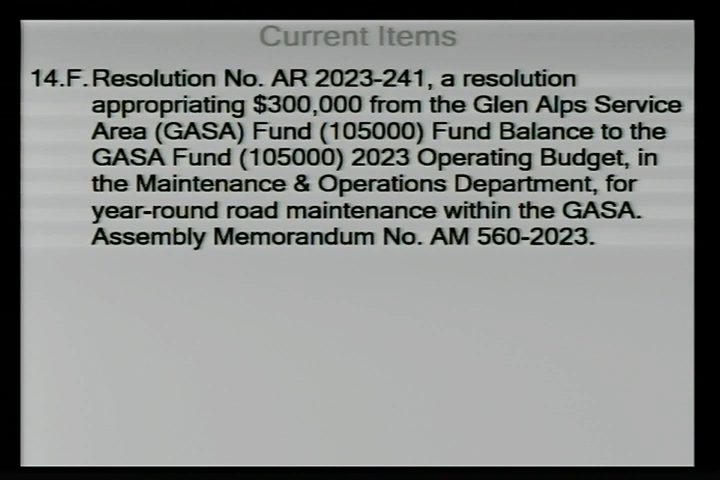 Current Items
14.F. Resolution No. AR 2023-241, a resolution
appropriating $300,000 from the Glen Alps Service
Area (GASA) Fund (105000) Fund Balance to the
GASA Fund (105000) 2023 Operating Budget, in
the Maintenance & Operations Department, for
year-round road maintenance within the GASA.
Assembly Memorandum No. AM 560-2023.